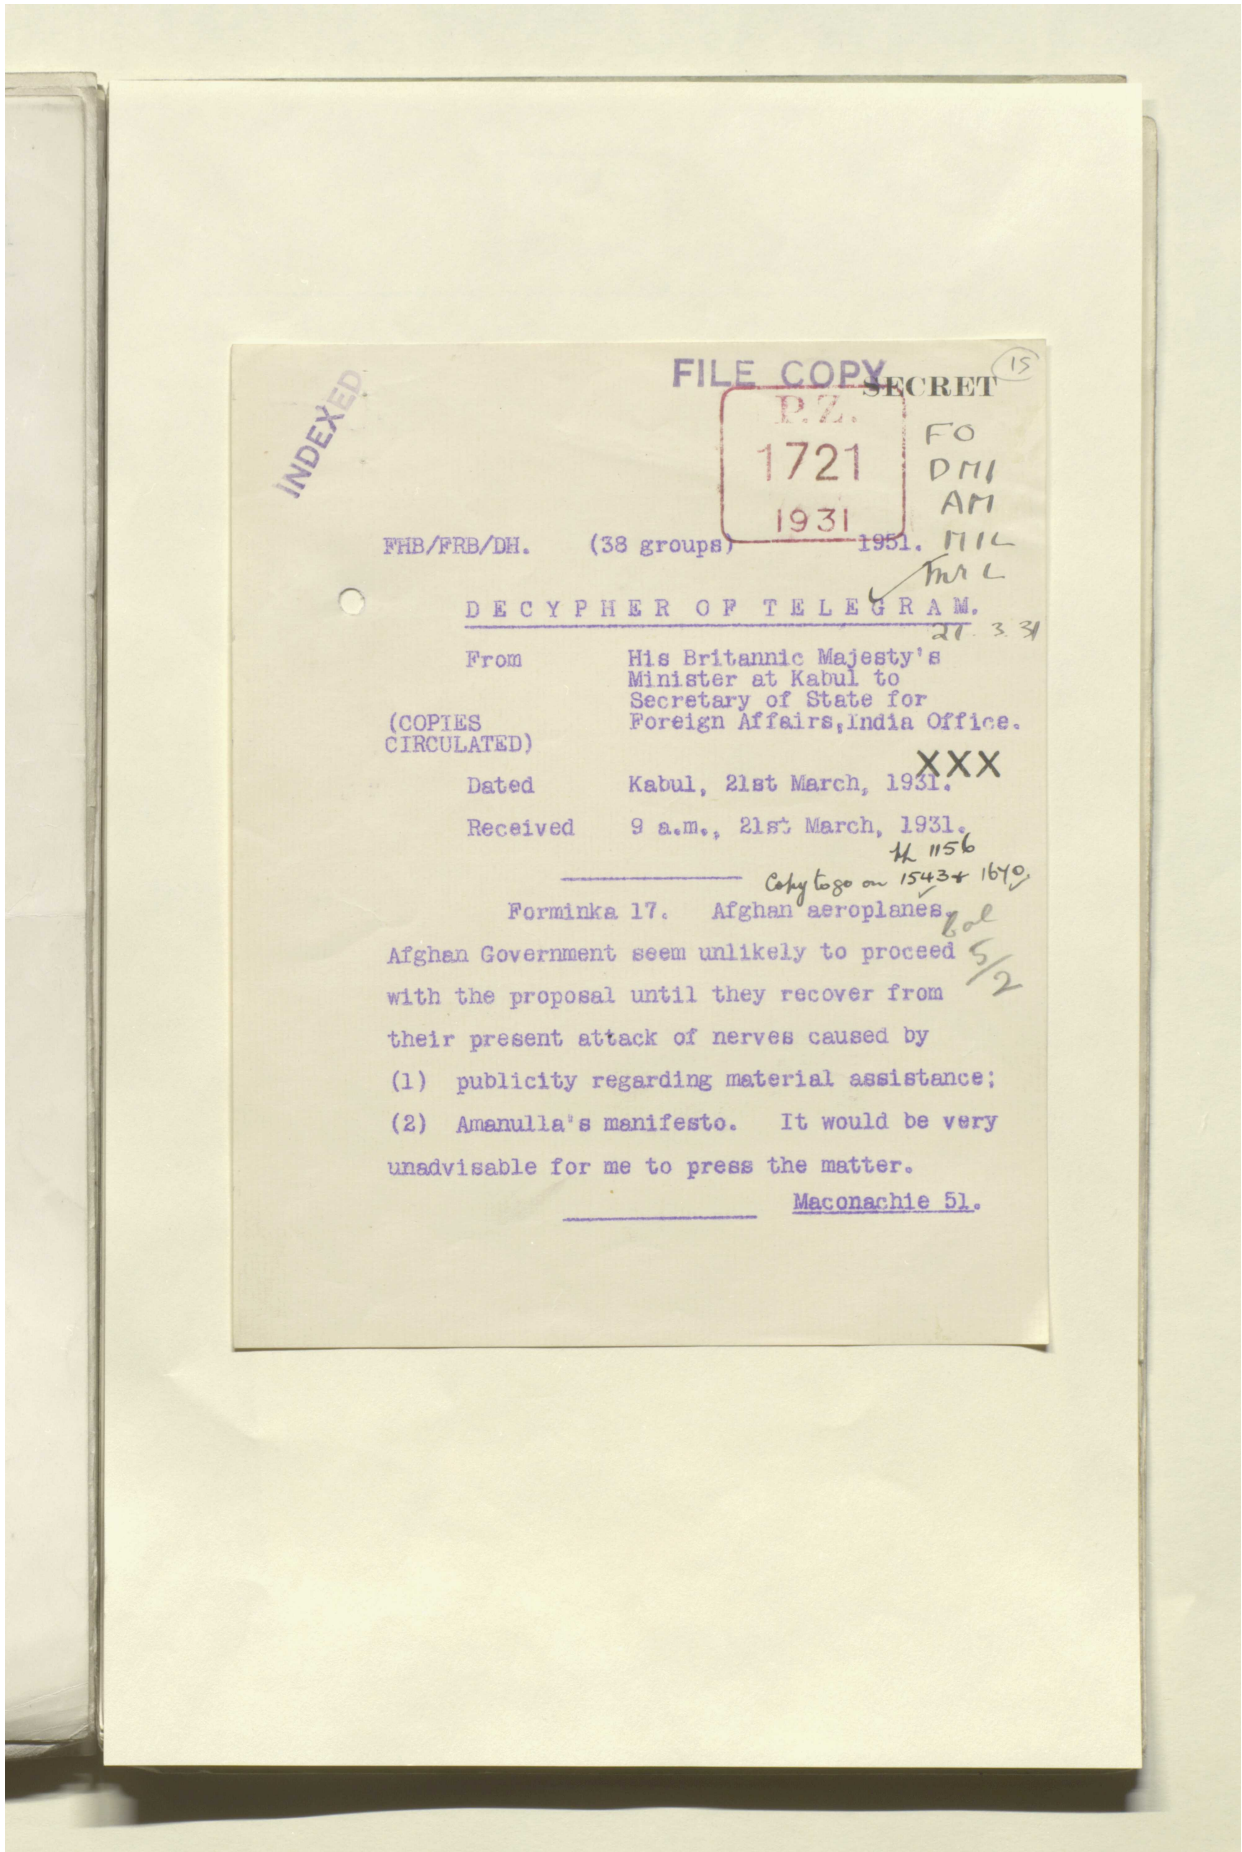 FILE COPY
SECRET
15
INDEXED
P.Z.
1721
1931
FO
DMI
AM
MIL
FHB/FRB/DH. (38 groups) 1951.
DECYPHER OF TELEGRAM.
21. 3. 31
From His Britannic Majesty's
Minister at Kabul to
Secretary of State for
(COPIES Foreign Affairs, India Office.
CIRCULATED)
XXX
Dated Kabul, 21st March, 1931.
Received 9 a.m., 21st March, 1931.
1156
Copy to go on 1543 & 1640
Forminka 17. Afghan aeroplanes.
Afghan Government seem unlikely to proceed
5/2
with the proposal until they recover from
their present attack of nerves caused by
(1) publicity regarding material assistance;
(2) Amanulla's manifesto. It would be very
unadvisable for me to press the matter.
Maconachie 51.